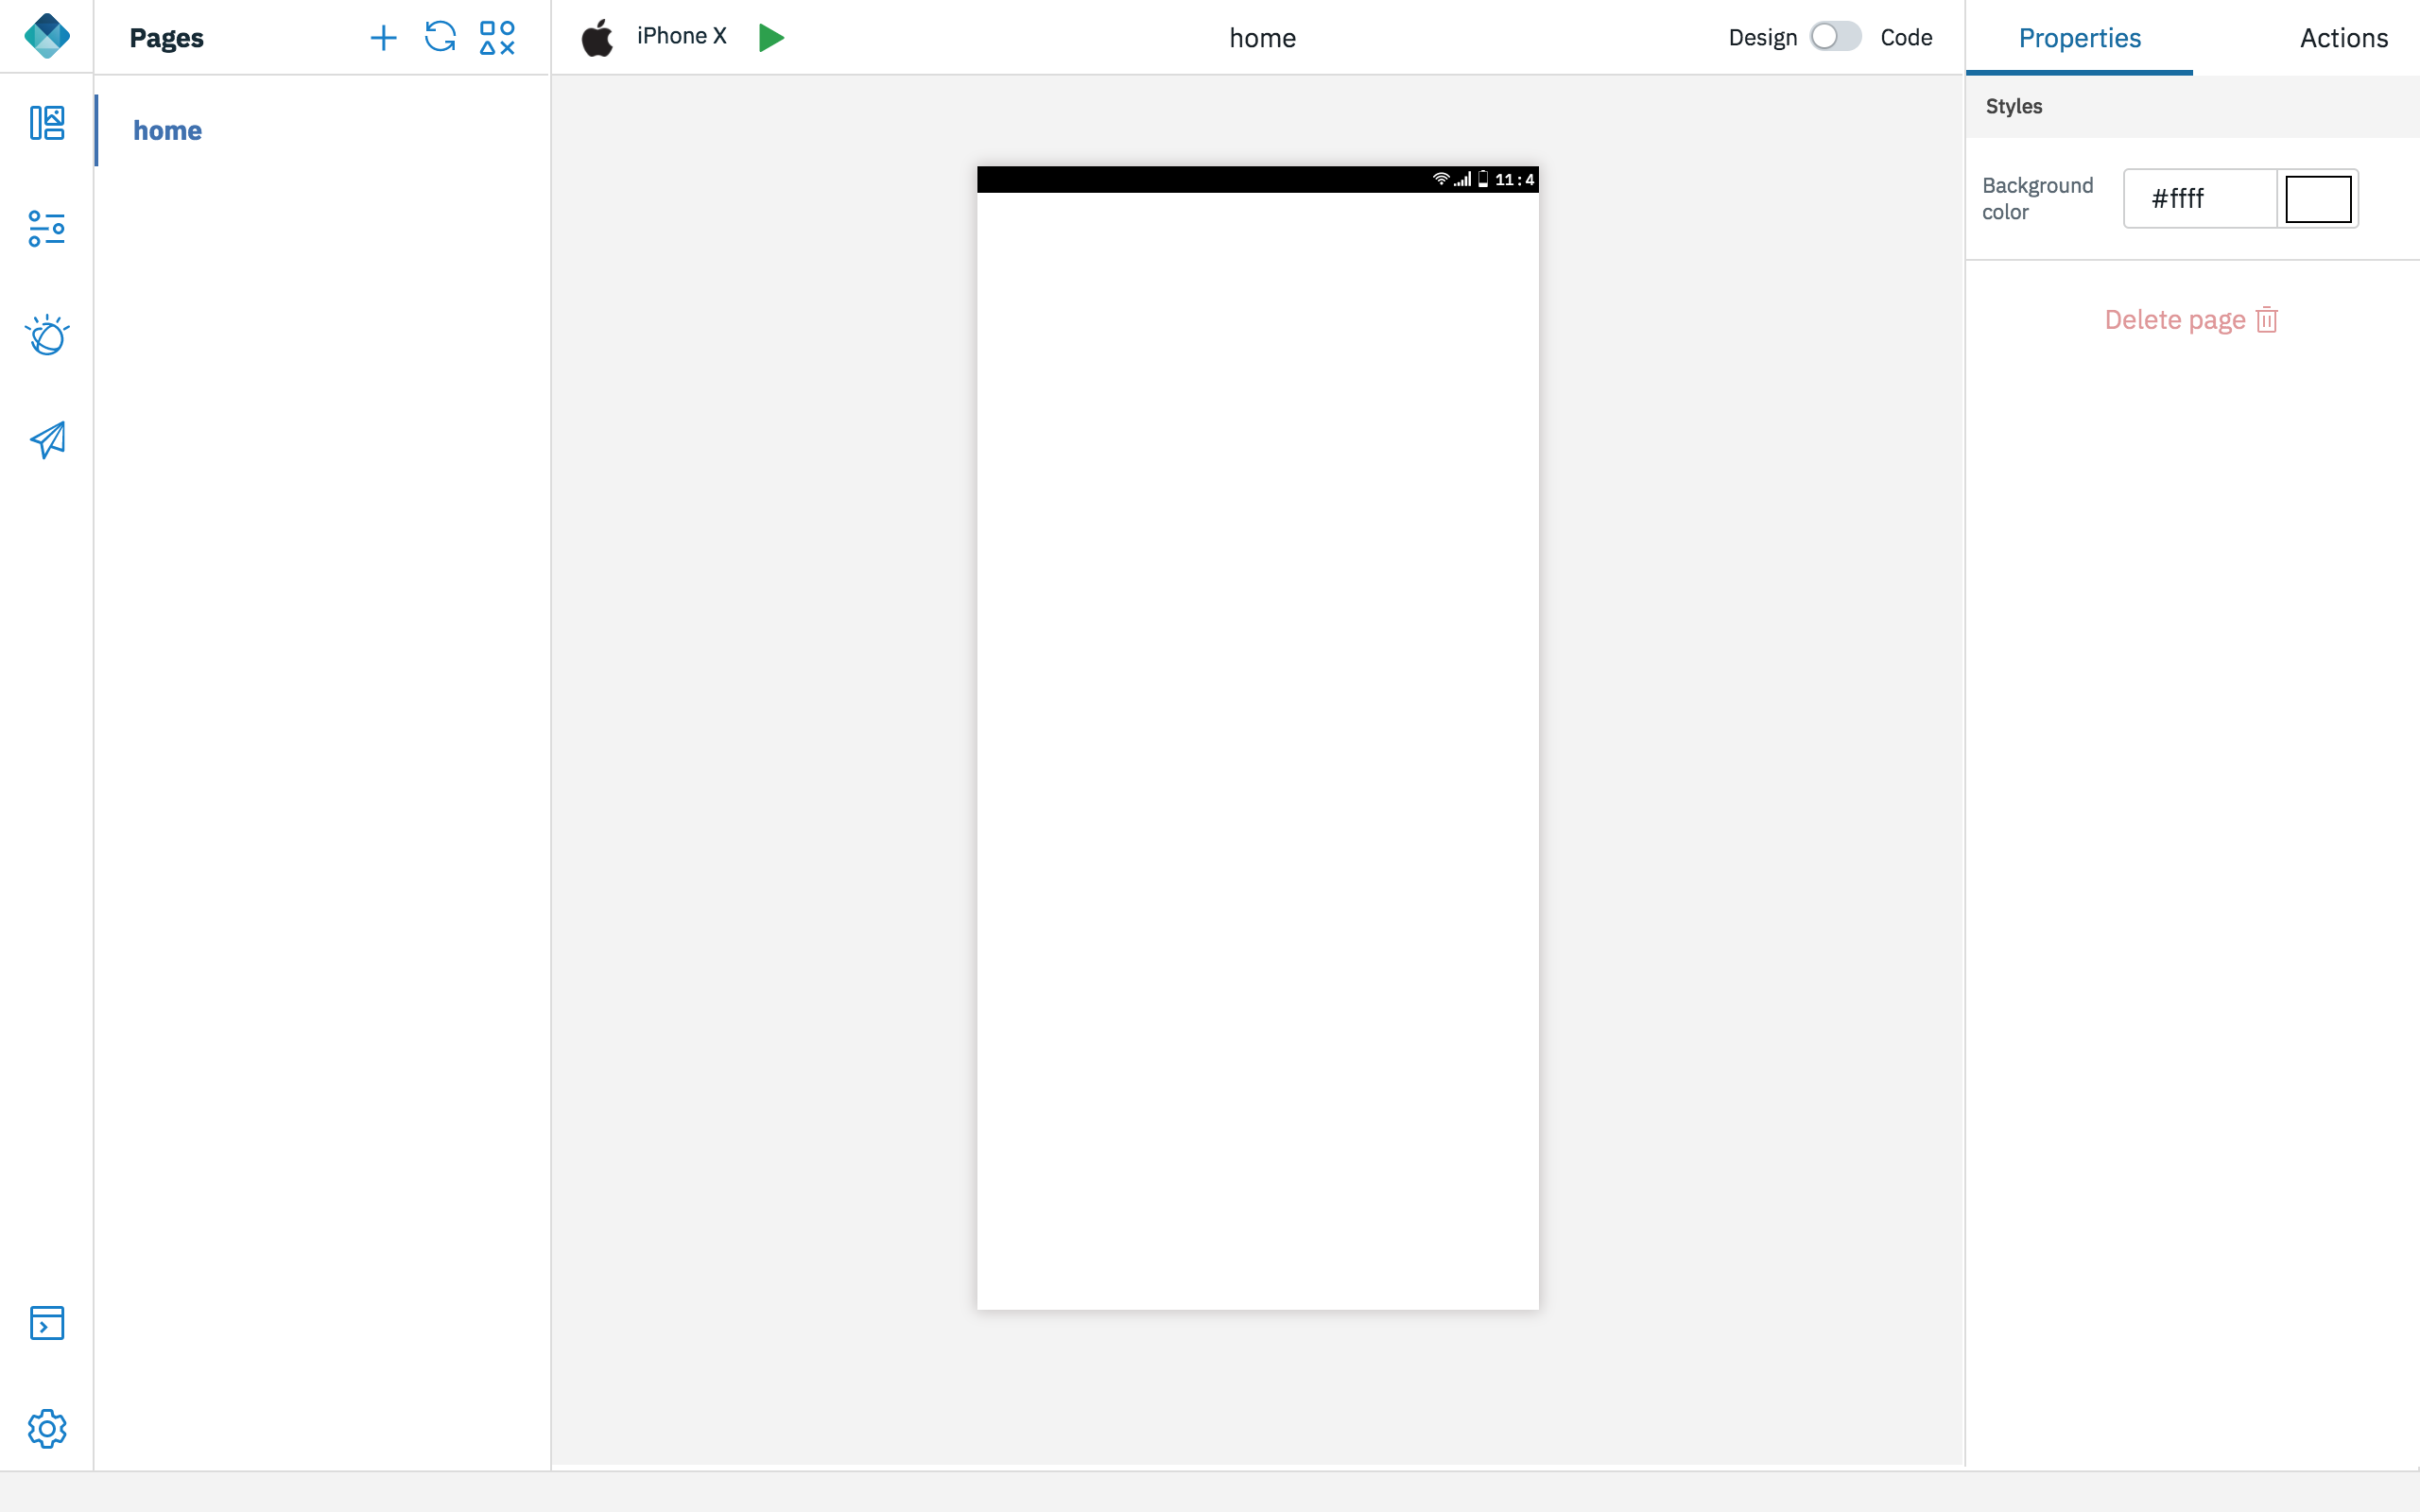 Pages
iPhone X
home
Design
Code
Properties
Actions
home
Styles
Background
color
#ffff
11:4
Delete page